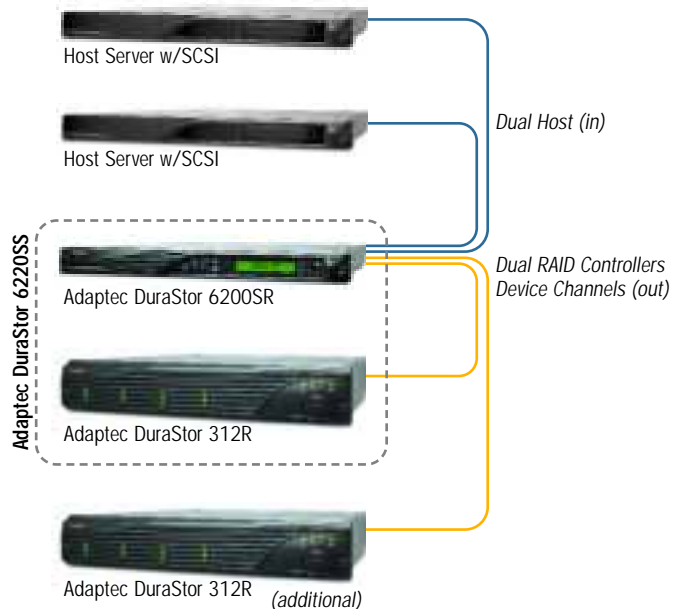 Host Server w/SCSI
Dual Host (in)
Host Server w/SCSI
Adaptec DuraStor 6220SS
Adaptec DuraStor 6200SR
Dual RAID Controllers
Device Channels (out)
Adaptec DuraStor 312R
Adaptec DuraStor 312R
(additional)